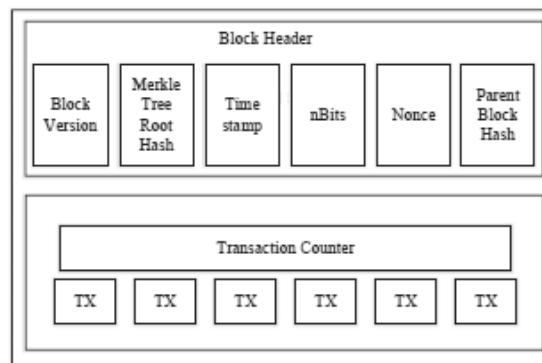 Block Header
Block
Version
Merkle
Tree
Root
Hash
Time
stamp
nBits
Nonce
Parent
Block
Hash
Transaction Counter
TX
TX
TX
TX
TX
TX